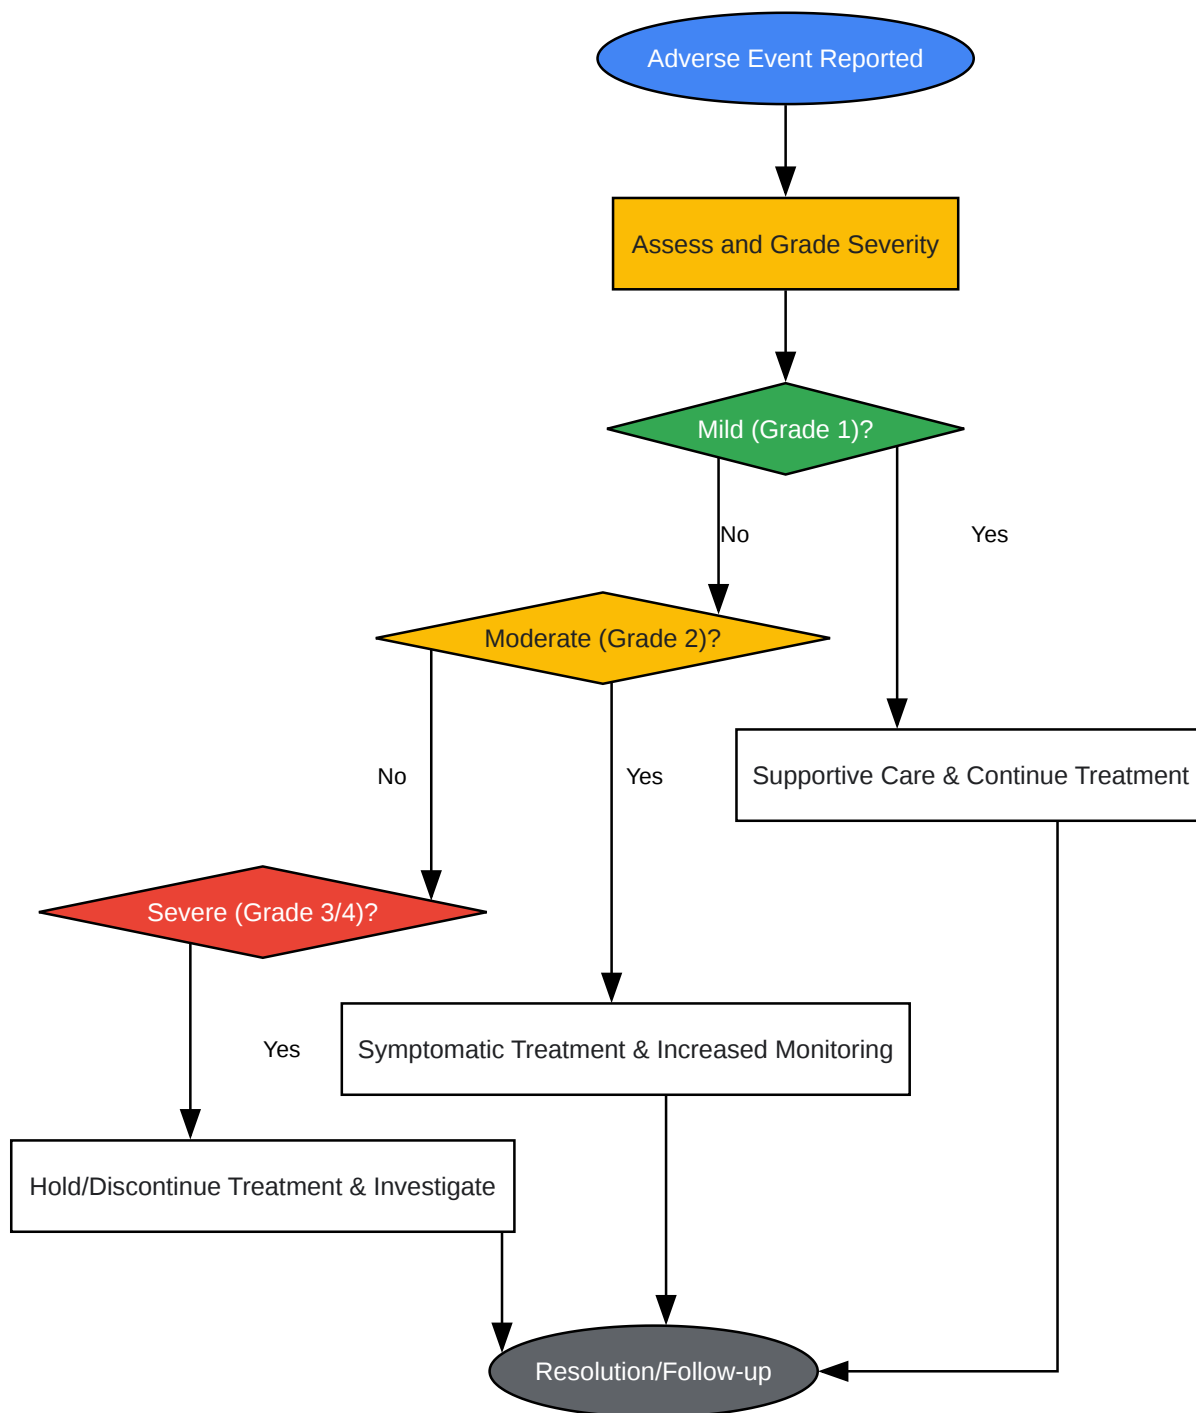 Adverse Event Reported
Assess and Grade Severity
Mild (Grade 1)?
No
Yes
Moderate (Grade 2)?
No
Yes
Supportive Care & Continue Treatment
Severe (Grade 3/4)?
Yes
Symptomatic Treatment & Increased Monitoring
Hold/Discontinue Treatment & Investigate
Resolution/Follow-up